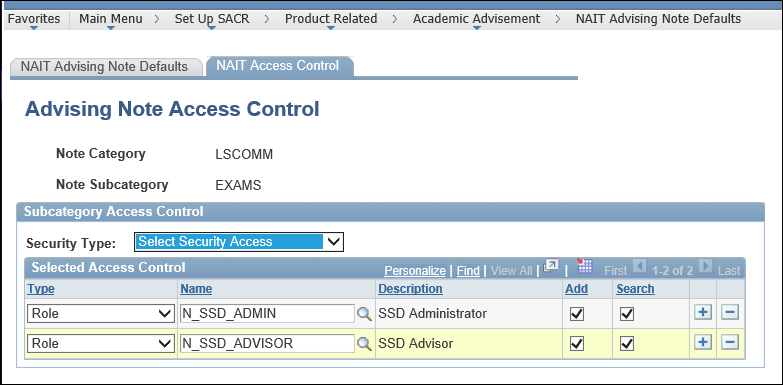 Favorites Main Menu > Set Up SACR > Product Related > Academic Advisement > NAIT Advising Note Defaults
NAIT Advising Note Defaults NAIT Access Control
Advising Note Access Control
Note Category LSCOMM
Note Subcategory EXAMS
Subcategory Access Control
Security Type: Select Security Access
Selected Access Control Personalize | Find | View All | | First 1-2 of 2 Last
Type Name Description Add Search
Role N_SSD_ADMIN SSD Administrator
Role N_SSD_ADVISOR SSD Advisor